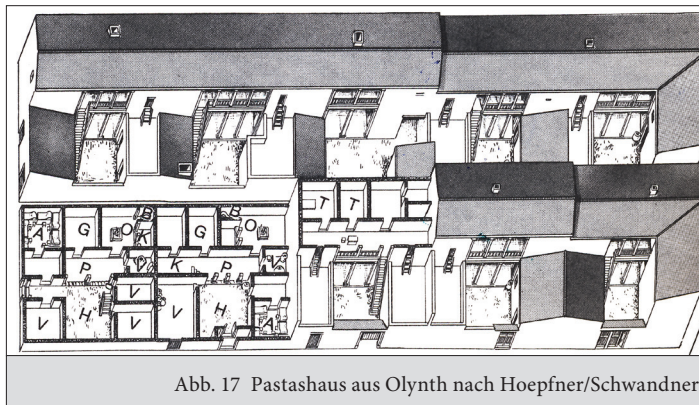 T T
A G O B G B O
K
P V K P V
V V
V H V H A
V
Abb. 17 Pastashaus aus Olynth nach Hoepfner/Schwandner